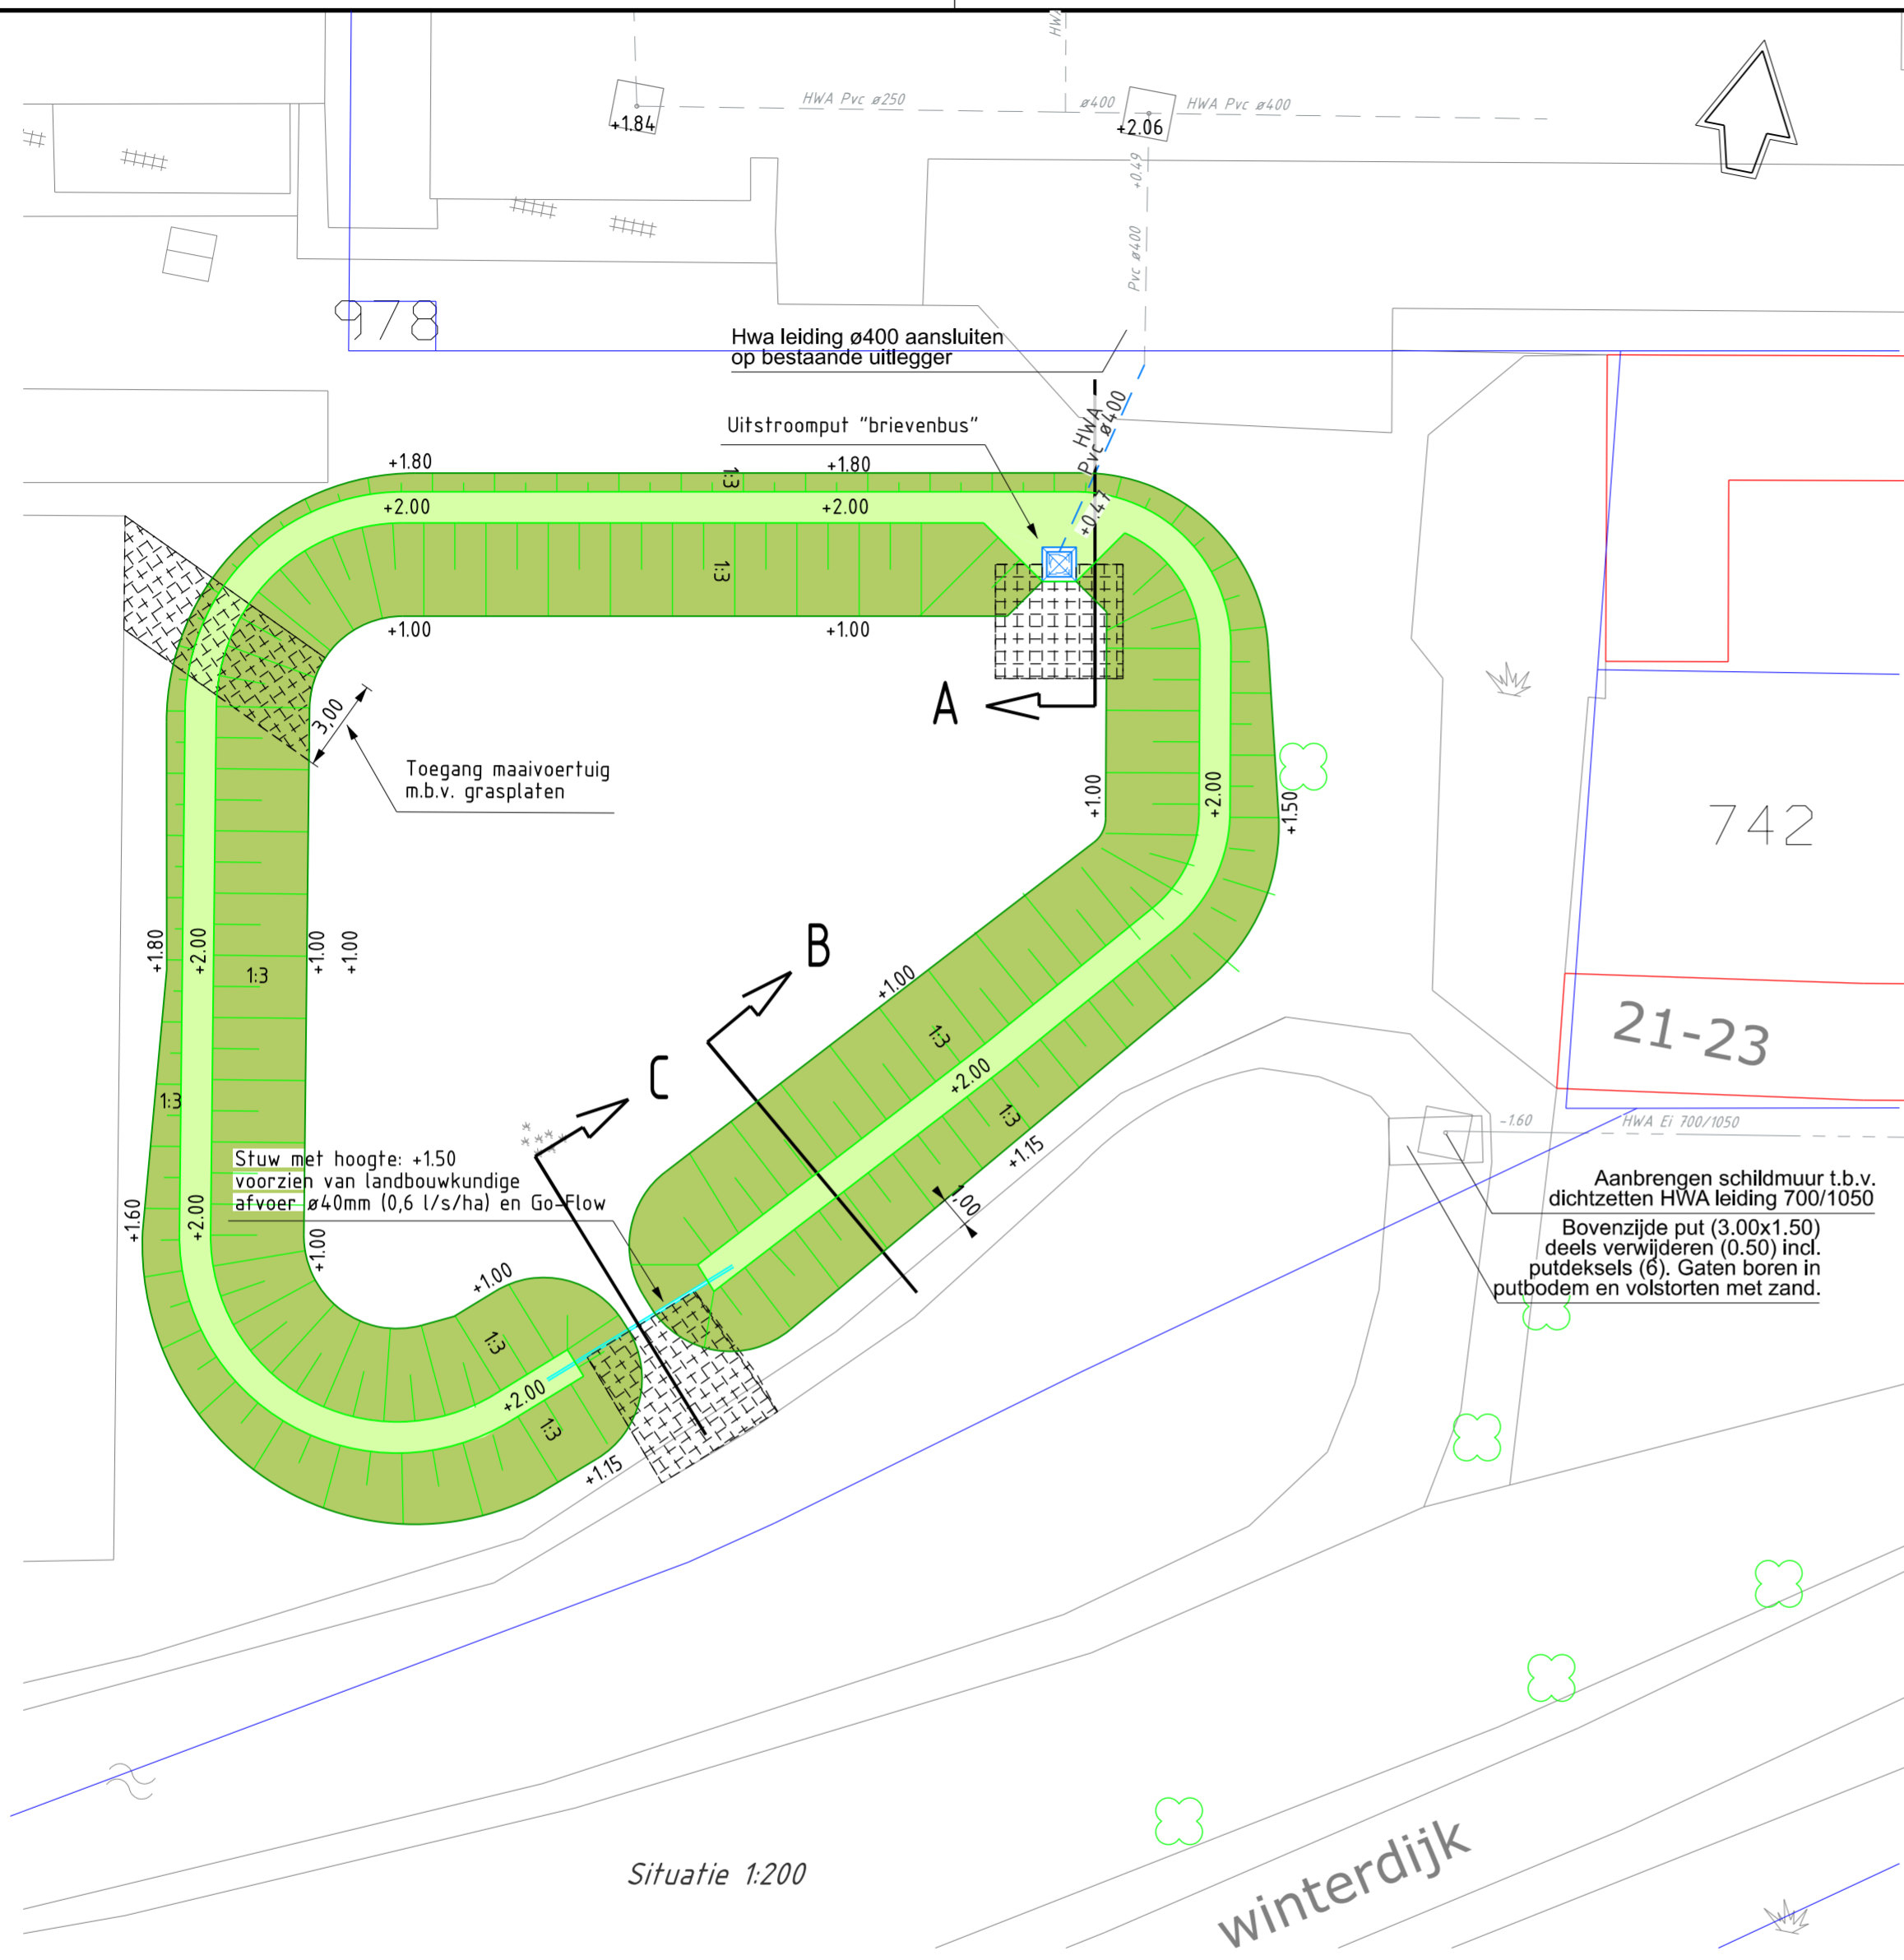 HWA
HWA Pvc ø250
ø400
HWA Pvc ø400
+1.84
+2.06
+0.49
Pvc ø400
978
Hwa leiding ø400 aansluiten
op bestaande uitlegger
HWA
Pvc ø400
Uitstroomput "brievenbus"
+1.80
+1.80
1:3
+2.00
+2.00
+0.47
1:3
+1.00
+1.00
A
3,00
Toegang maaivoertuig
m.b.v. grasplaten
+1.00
+2.00
+1.50
742
B
+1.80
+2.00
1:3
+1.00
+1.00
+1.00
1:3
+2.00
1:3
21-23
C
1:3
+1.15
-1.60
HWA Ei 700/1050
Stuw met hoogte: +1.50
voorzien van landbouwkundige
afvoer ø40mm (0,6 l/s/ha) en Go-Flow
Aanbrengen schildmuur t.b.v.
dichtzetten HWA leiding 700/1050
Bovenzijde put (3.00x1.50)
deels verwijderen (0.50) incl.
putdeksels (6). Gaten boren in
putbodem en volstorten met zand.
1,00
+1.60
+2.00
+1.00
+1.00
1:3
+2.00
1:3
+1.15
Situatie 1:200
winterdijk